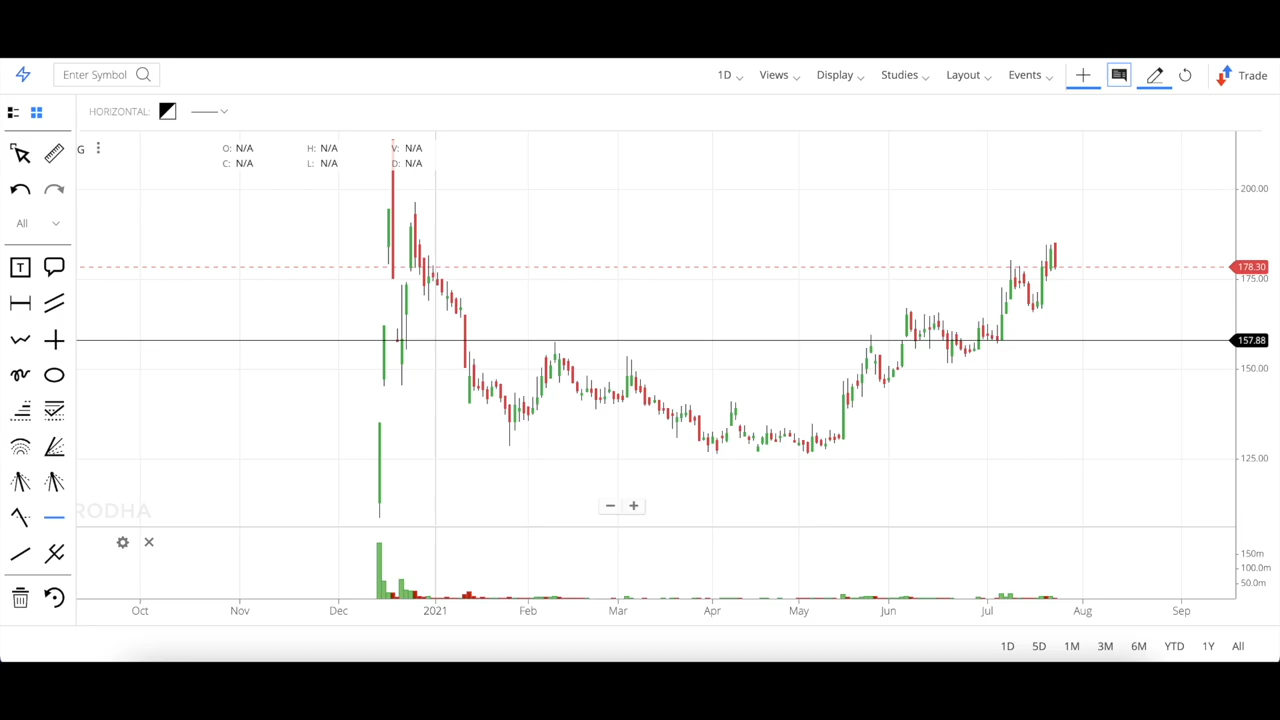 Enter Symbol
1D Views Display Studies Layout Events Trade
HORIZONTAL:
G O: N/A H: N/A V: N/A
C: N/A L: N/A D: N/A
200.00
All
178.30
175.00
157.88
150.00
125.00
RODHA
150m
100.0m
50.0m
Oct Nov Dec 2021 Feb Mar Apr May Jun Jul Aug Sep
1D 5D 1M 3M 6M YTD 1Y All